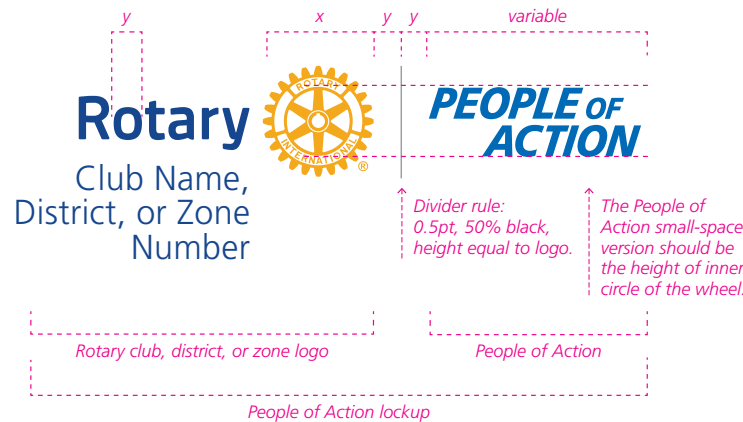 y
x
y
y
variable
Rotary
ROTARY
INTERNATIONAL
®
PEOPLE OF
ACTION
Club Name,
District, or Zone
Number
Divider rule:
0.5pt, 50% black,
height equal to logo.
The People of
Action small-space
version should be
the height of inner
circle of the wheel.
Rotary club, district, or zone logo
People of Action
People of Action lockup